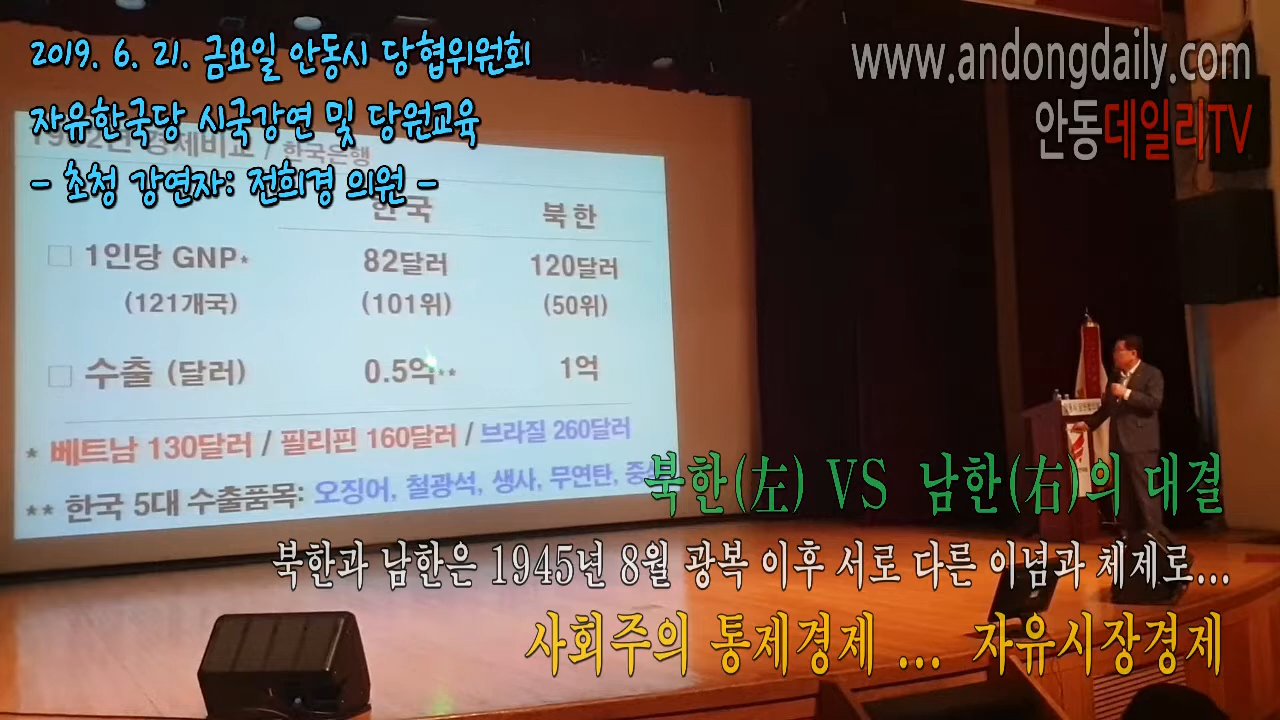 2019. 6. 21. 금요일 안동시 당협위원회
자유한국당 시국강연 및 당원교육
- 초청 강연자: 전희경 의원 -
www.andongdaily.com
안동데일리TV
경제비교 / 한국은행
한국 북한
1인당 GNP* 82달러 120달러
(121개국) (101위) (50위)
수출 (달러) 0.5억** 1억
* 베트남 130달러 / 필리핀 160달러 / 브라질 260달러
** 한국 5대 수출품목: 오징어, 철광석, 생사, 무연탄,
북한(左) VS 남한(右)의 대결
북한과 남한은 1945년 8월 광복 이후 서로 다른 이념과 체제로...
사회주의 통제경제 ... 자유시장경제